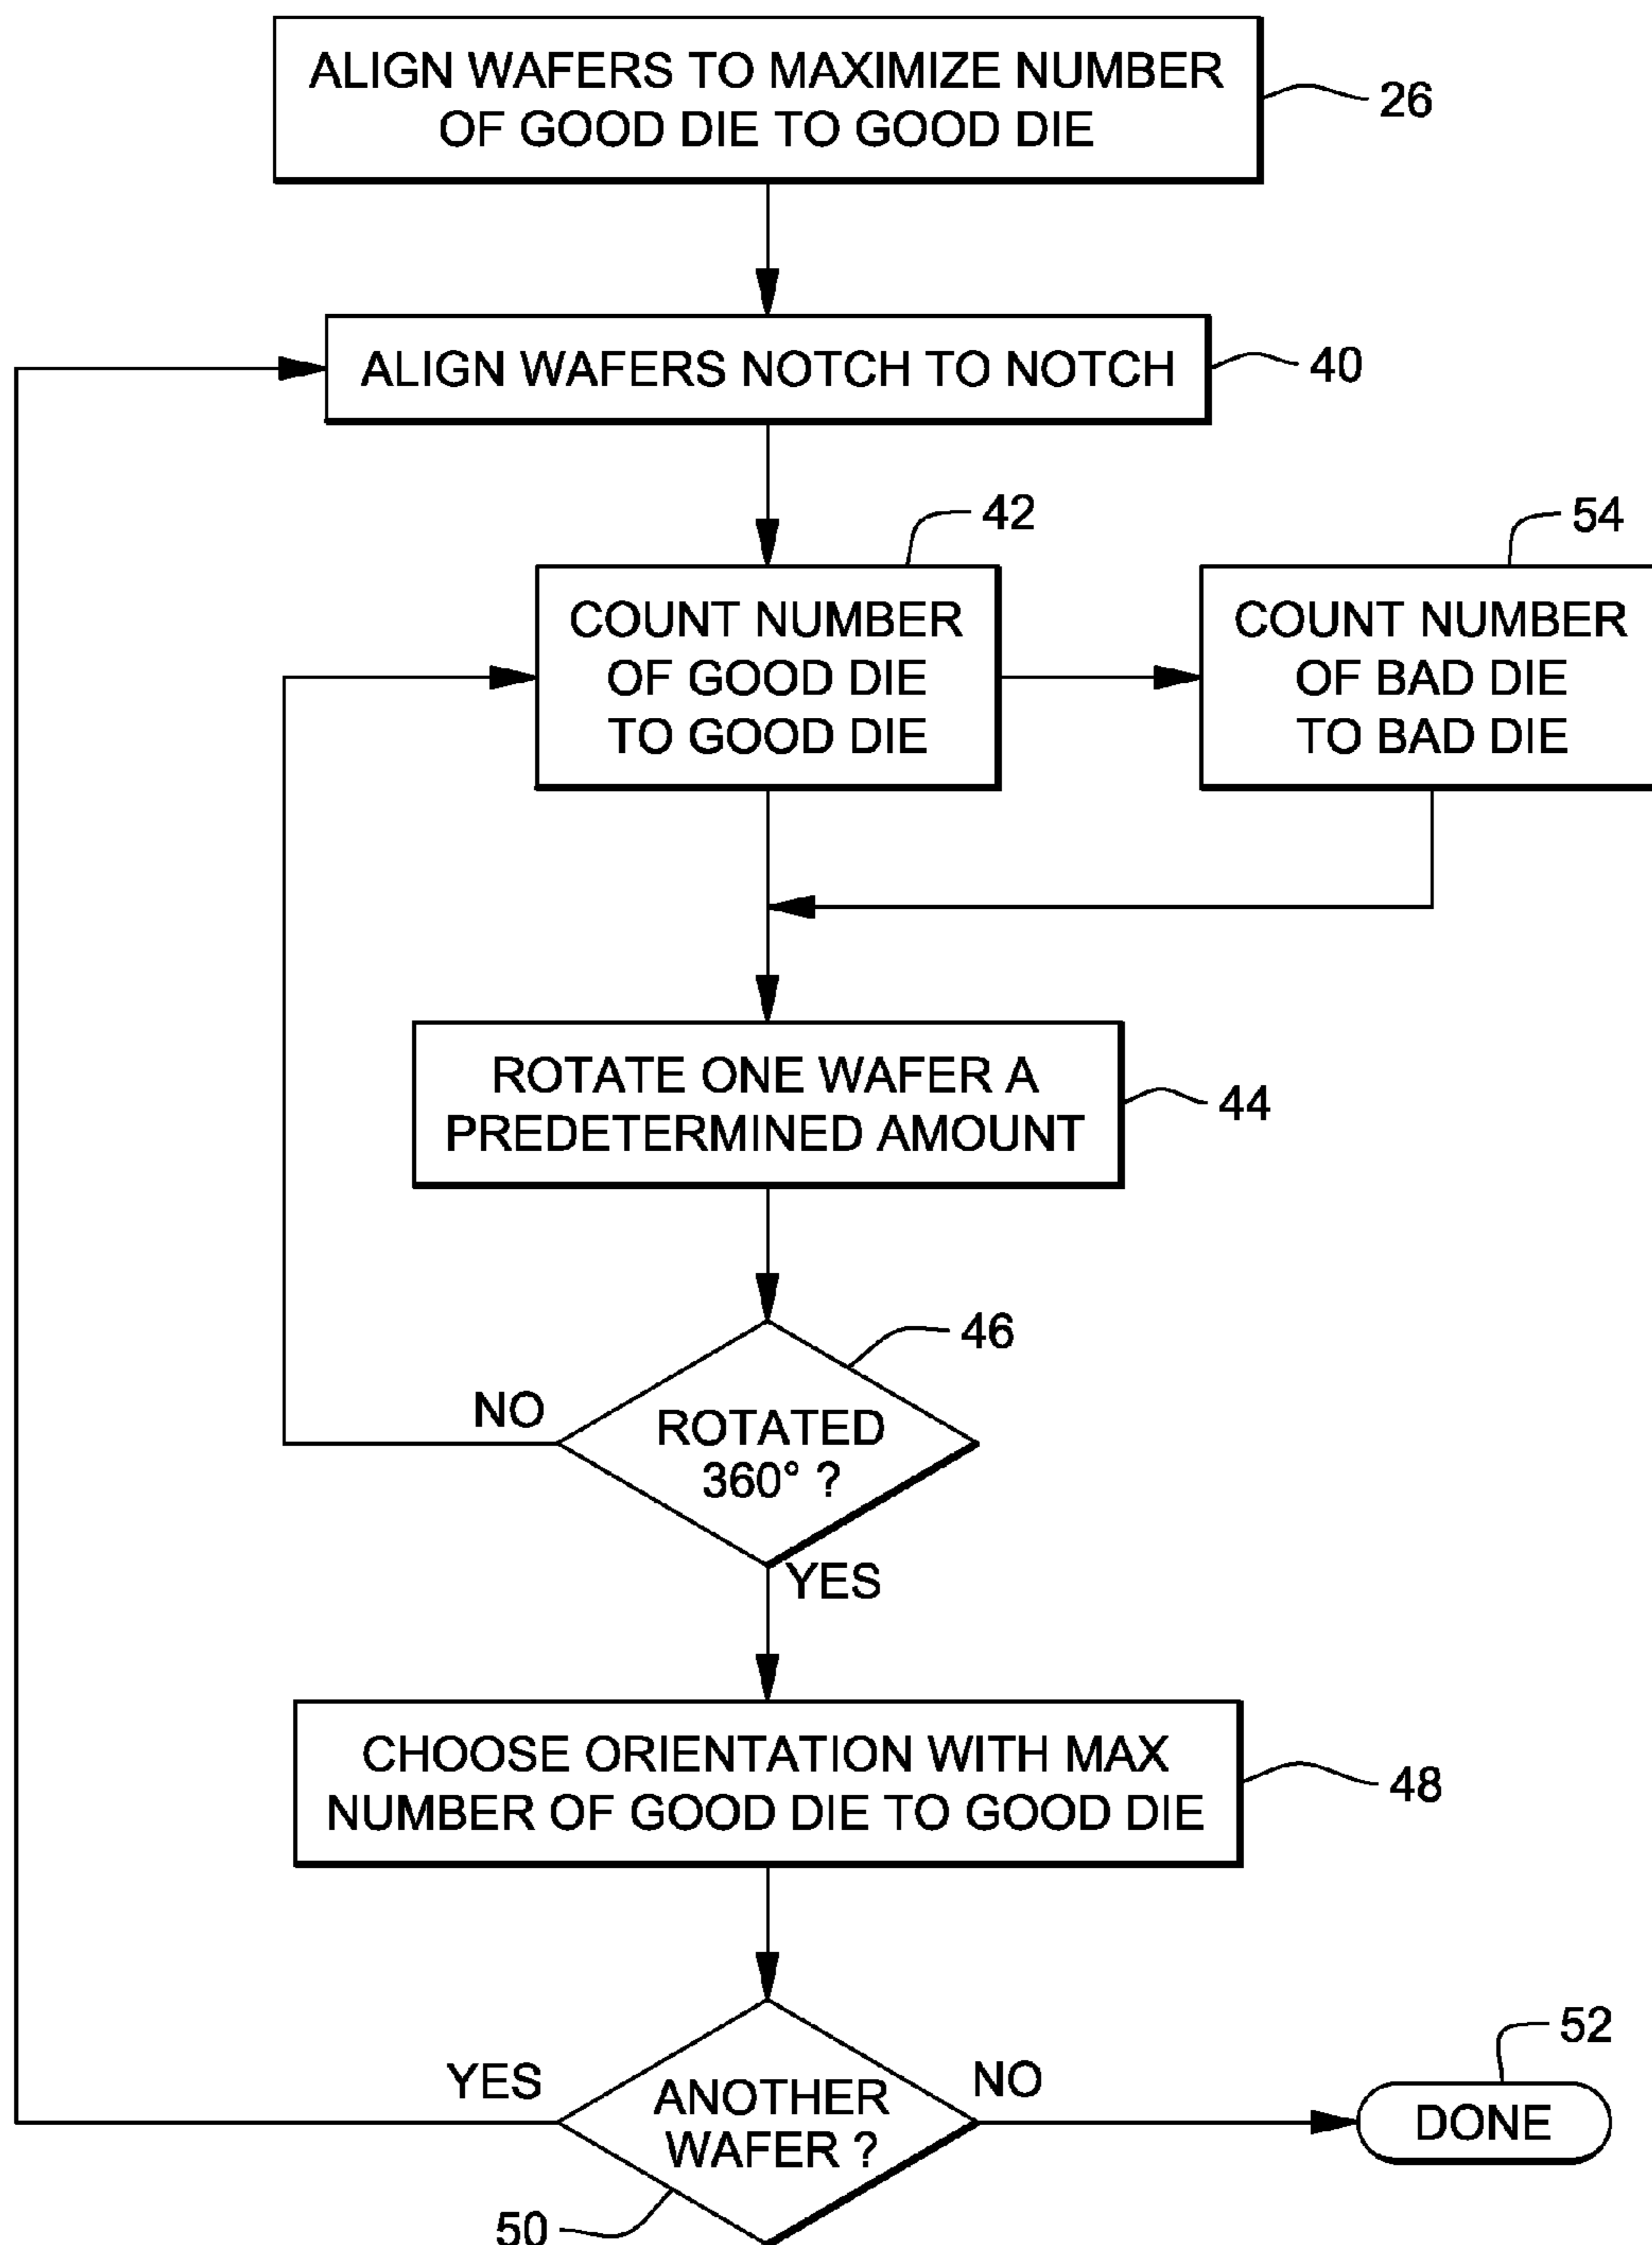 ALIGN WAFERS TO MAXIMIZE NUMBER
OF GOOD DIE TO GOOD DIE
26
ALIGN WAFERS NOTCH TO NOTCH
40
42
54
COUNT NUMBER
OF GOOD DIE
TO GOOD DIE
COUNT NUMBER
OF BAD DIE
TO BAD DIE
ROTATE ONE WAFER A
PREDETERMINED AMOUNT
44
46
NO
ROTATED
360° ?
YES
CHOOSE ORIENTATION WITH MAX
NUMBER OF GOOD DIE TO GOOD DIE
48
YES
ANOTHER
WAFER ?
NO
52
DONE
50